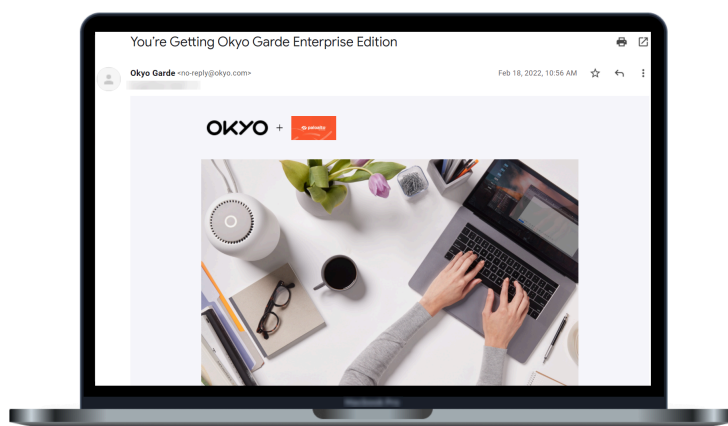 You're Getting Okyo Garde Enterprise Edition
Okyo Garde <no-reply@okyo.com>
Feb 18, 2022, 10:56 AM
OKYO +